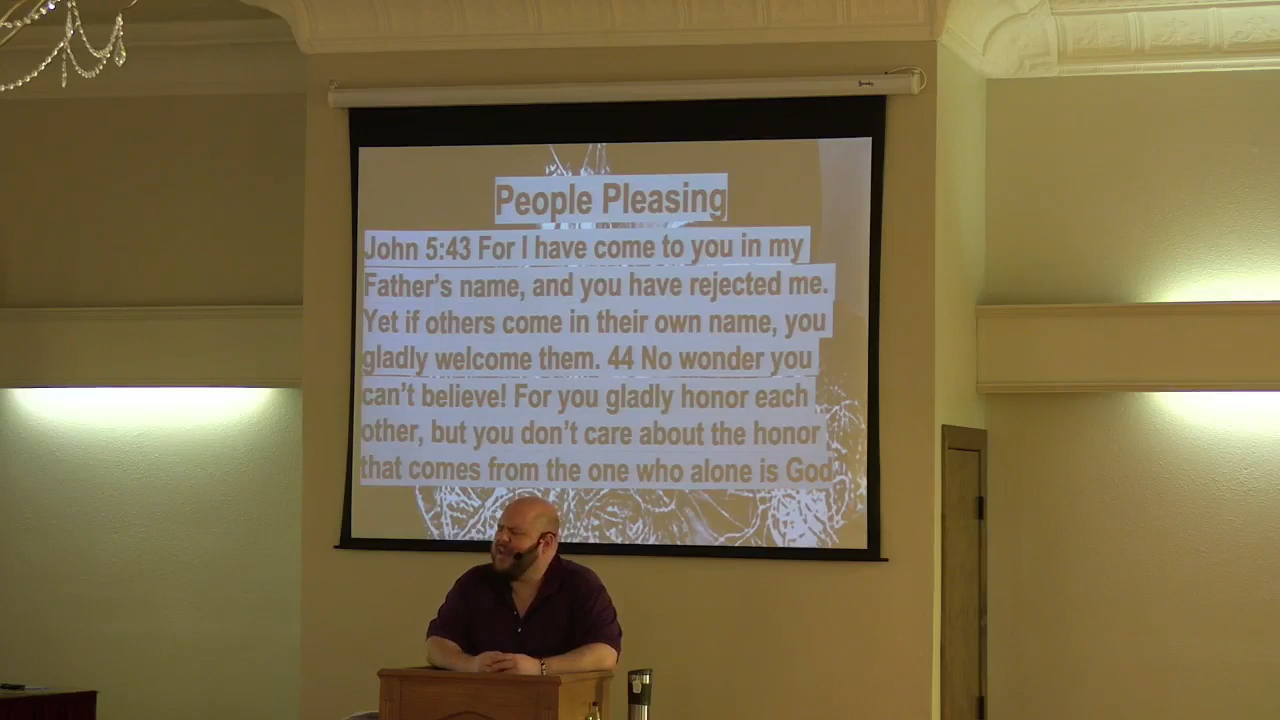 People Pleasing
John 5:43 For I have come to you in my
Father's name, and you have rejected me.
Yet if others come in their own name, you
gladly welcome them. 44 No wonder you
can't believe! For you gladly honor each
other, but you don't care about the honor
that comes from the one who alone is God.